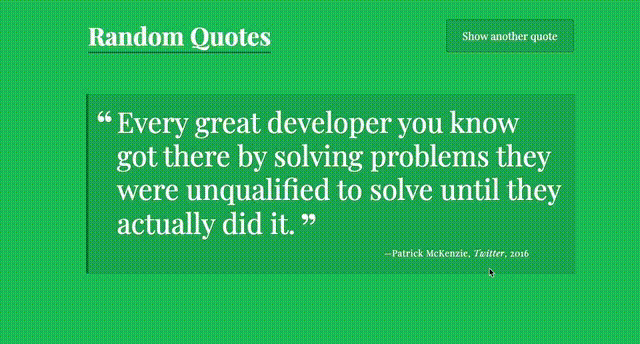 Random Quotes
Show another quote
“ Every great developer you know
got there by solving problems they
were unqualified to solve until they
actually did it. ”
—Patrick McKenzie, Twitter, 2016